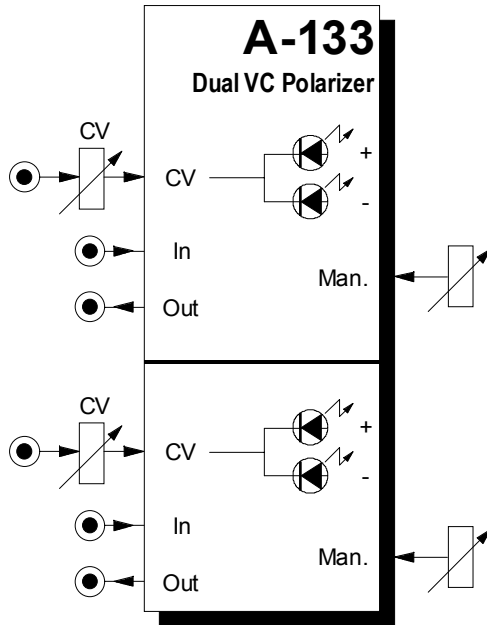 A-133
Dual VC Polarizer
CV
CV
+
-
In
Man.
Out
CV
CV
+
-
In
Man.
Out